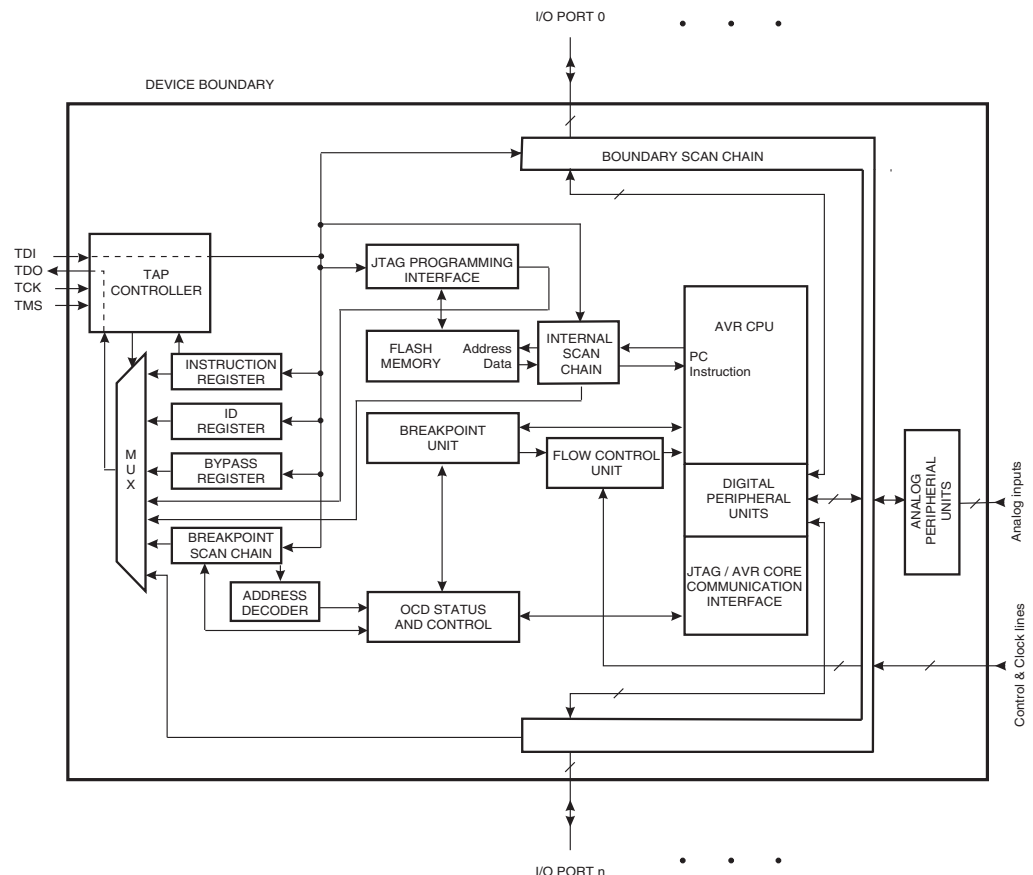 I/O PORT 0
DEVICE BOUNDARY
BOUNDARY SCAN CHAIN
TDI
TDO
TCK
TMS
TAP
CONTROLLER
JTAG PROGRAMMING
INTERFACE
AVR CPU
FLASH
MEMORY
Address
Data
INTERNAL
SCAN
CHAIN
PC
Instruction
INSTRUCTION
REGISTER
ID
REGISTER
M
U
X
BREAKPOINT
UNIT
FLOW CONTROL
UNIT
BYPASS
REGISTER
DIGITAL
PERIPHERAL
UNITS
ANALOG
PERIPHERIAL
UNITS
Analog inputs
BREAKPOINT
SCAN CHAIN
JTAG / AVR CORE
COMMUNICATION
INTERFACE
ADDRESS
DECODER
OCD STATUS
AND CONTROL
Control & Clock lines
I/O PORT n